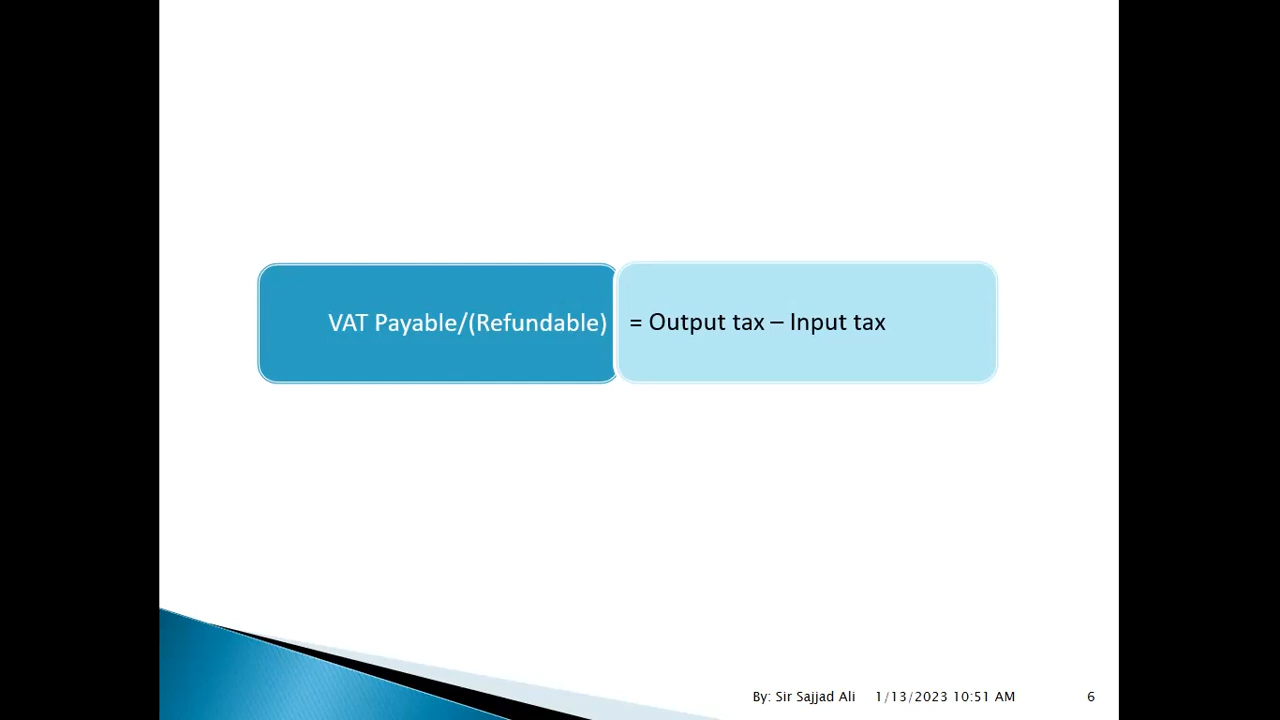 VAT Payable/(Refundable) = Output tax – Input tax
By: Sir Sajjad Ali 1/13/2023 10:51 AM 6